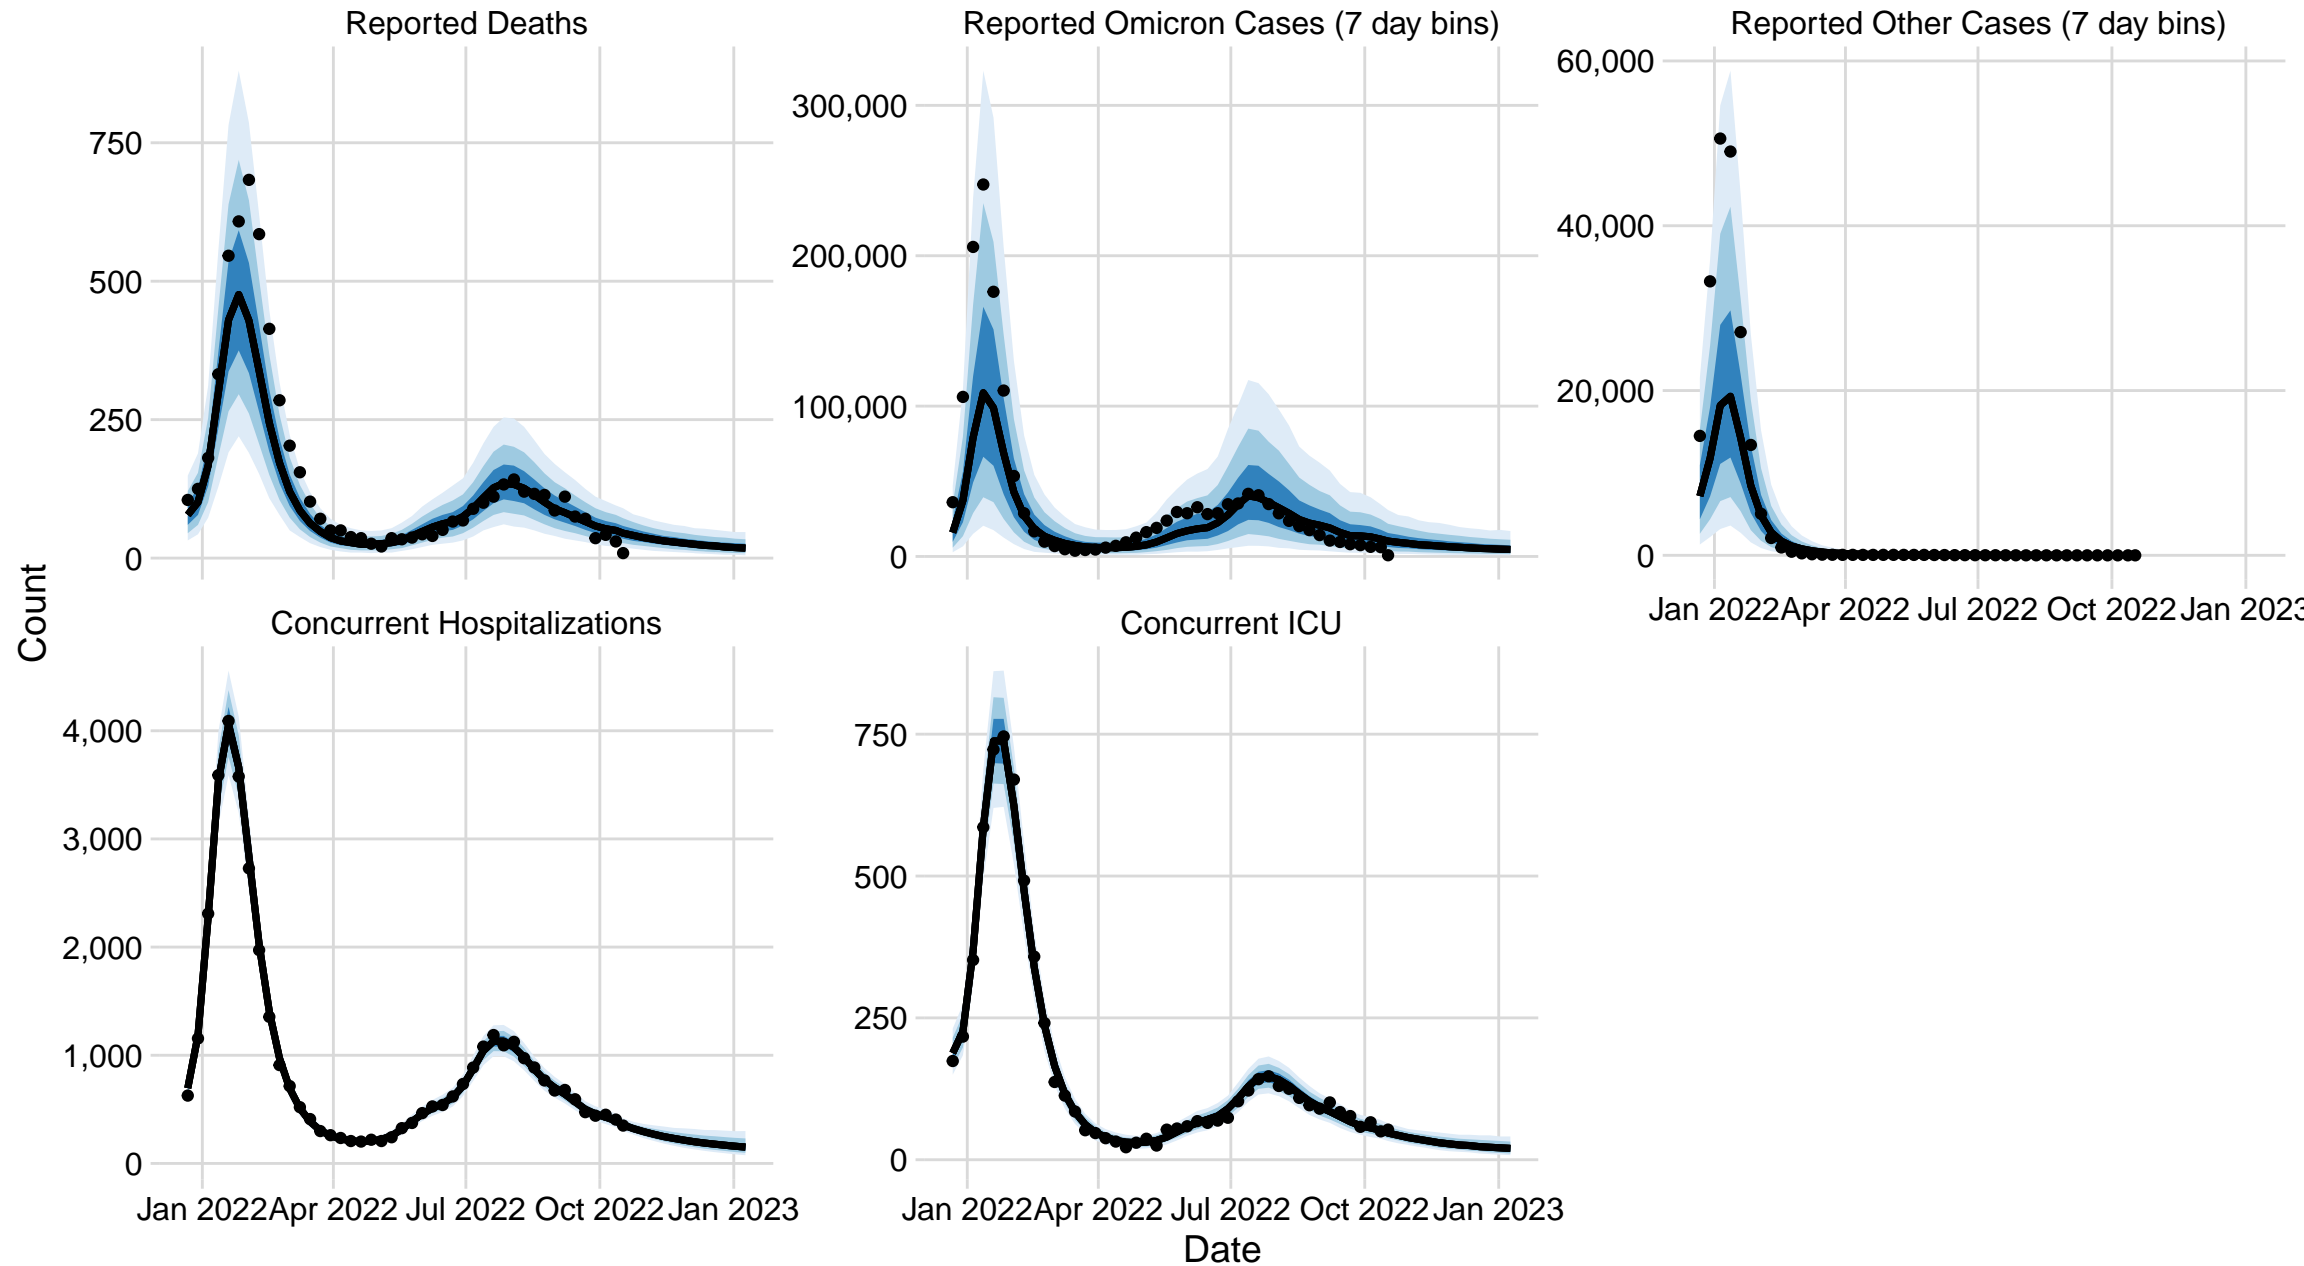 Reported Deaths
Reported Omicron Cases (7 day bins)
Reported Other Cases (7 day bins)
750
500
250
0
300,000
200,000
100,000
0
60,000
40,000
20,000
0
Jan 2022 Apr 2022 Jul 2022 Oct 2022 Jan 2023
Count
Concurrent Hospitalizations
Concurrent ICU
4,000
3,000
2,000
1,000
0
750
500
250
0
Jan 2022 Apr 2022 Jul 2022 Oct 2022 Jan 2023
Jan 2022 Apr 2022 Jul 2022 Oct 2022 Jan 2023
Date